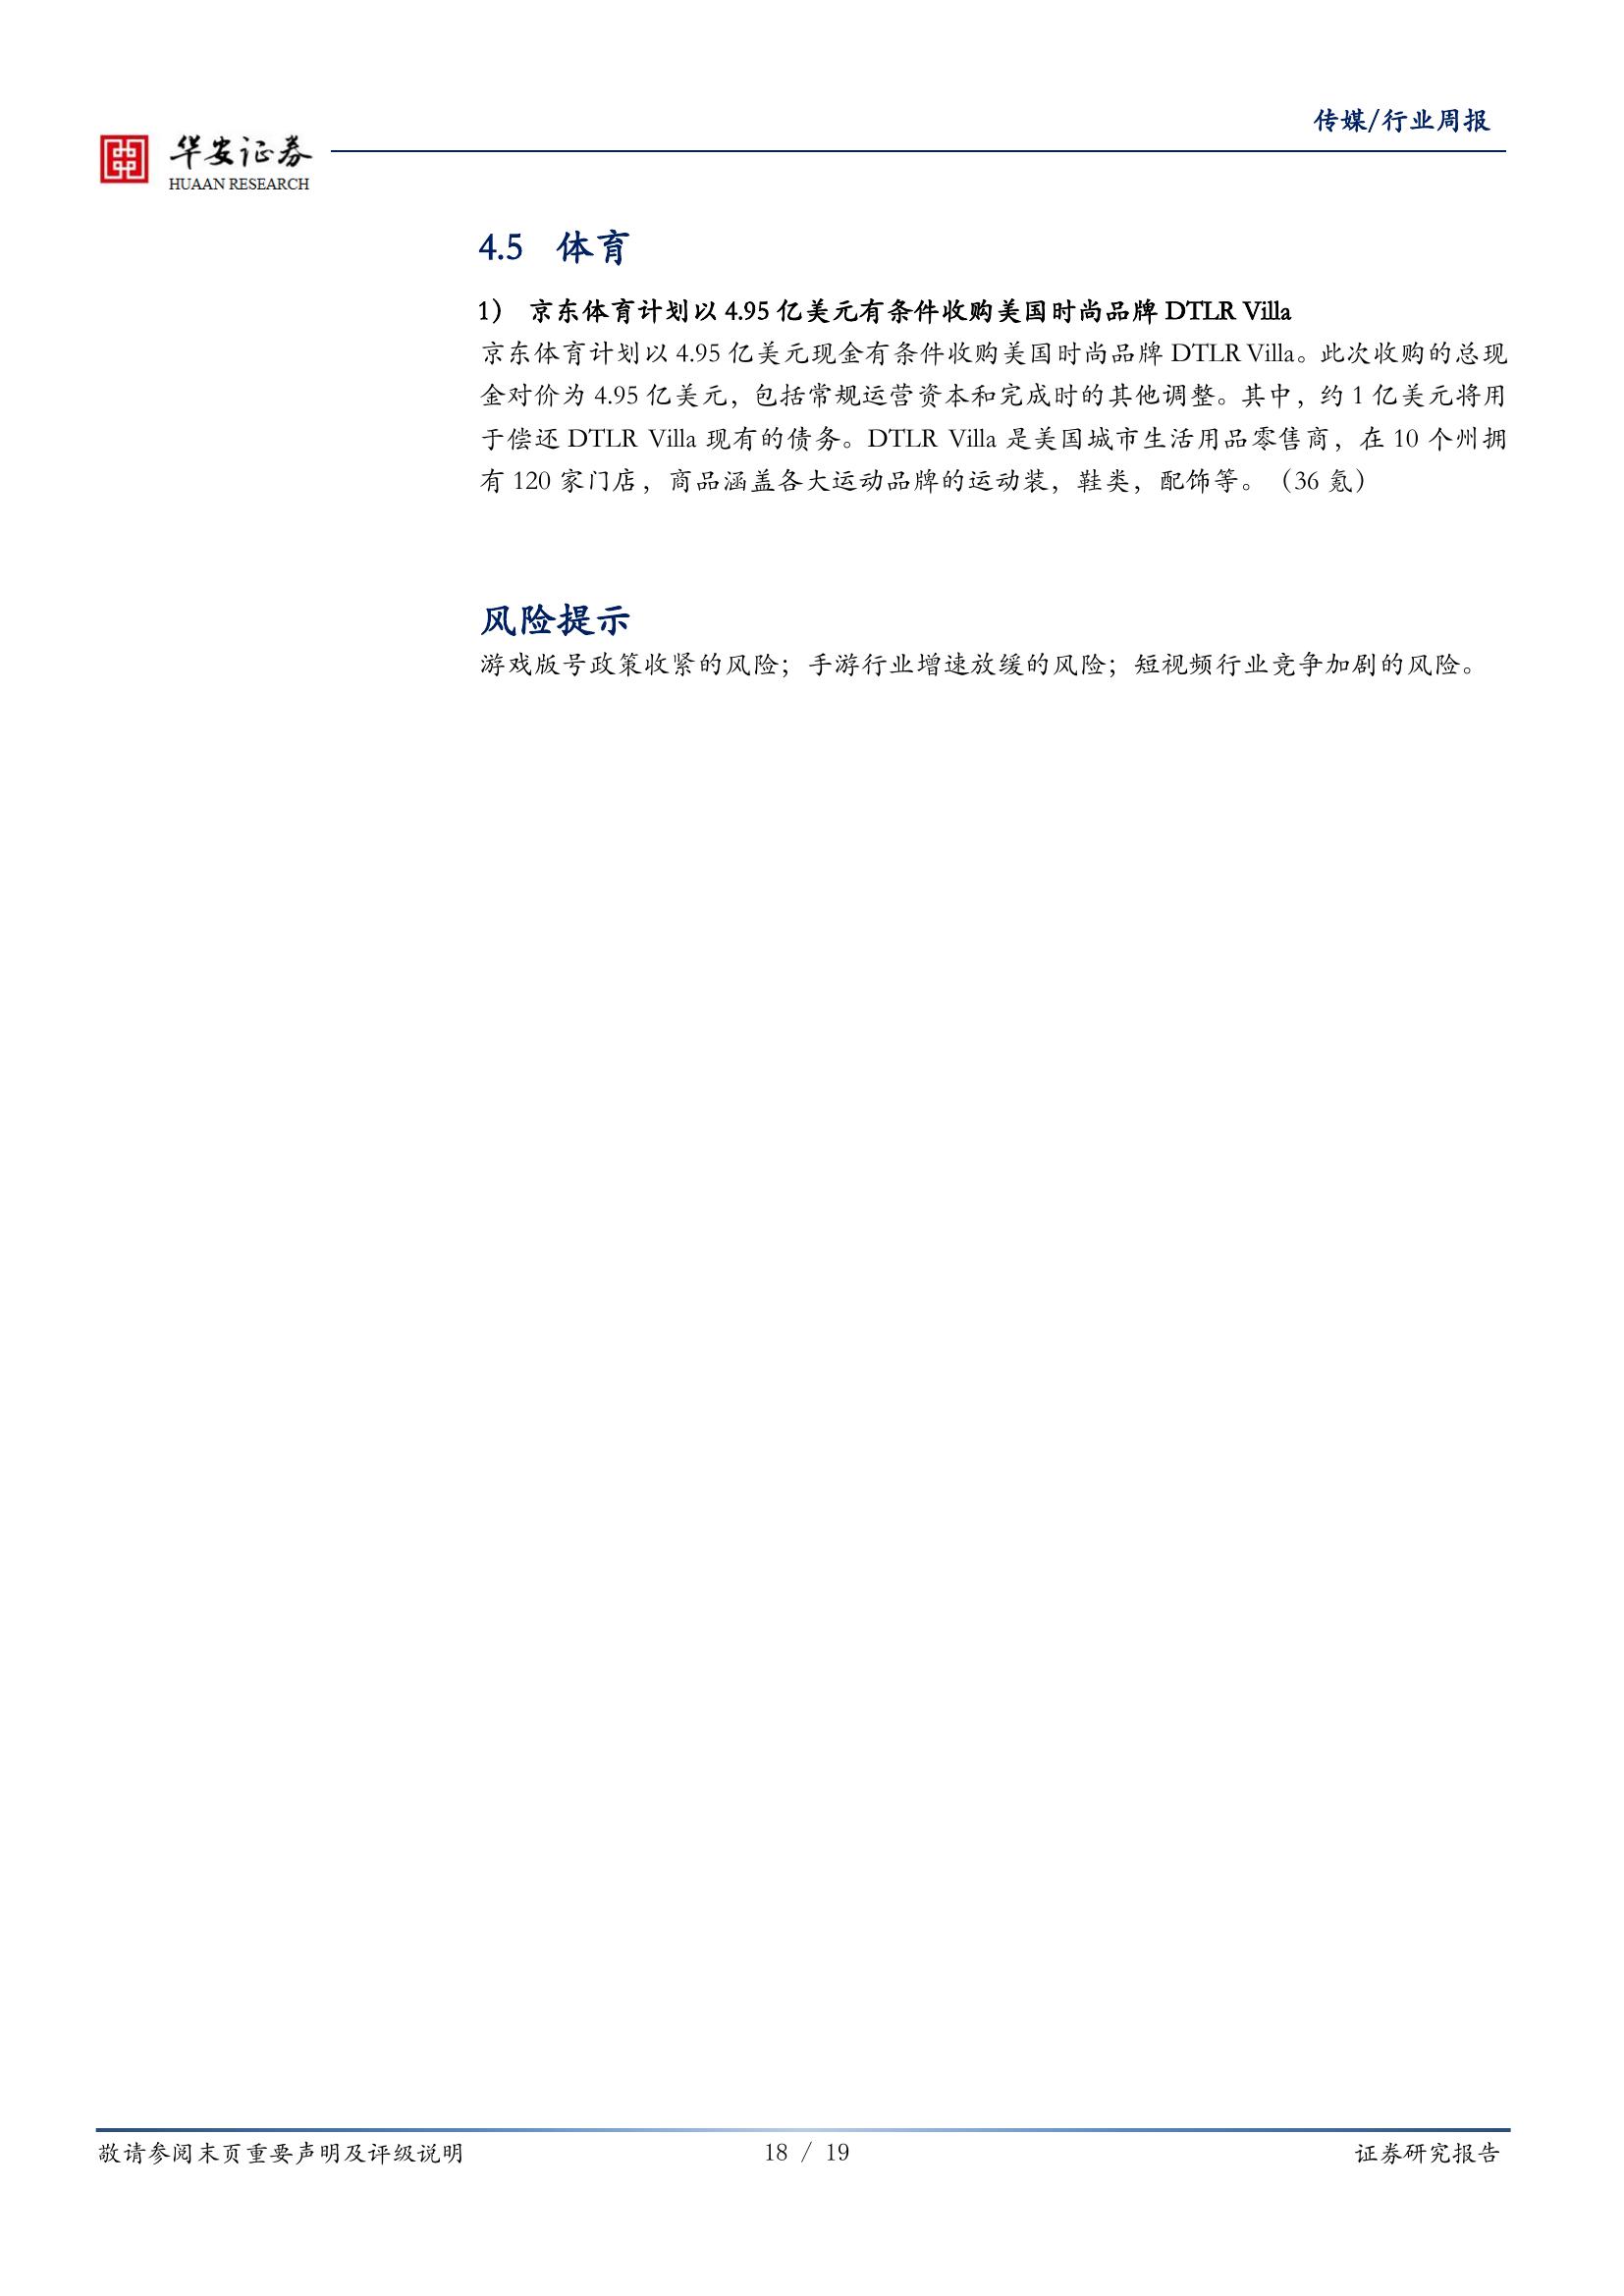 传媒/行业周报
华安证券
HUAAN RESEARCH
4.5 体育
1） 京东体育计划以 4.95 亿美元有条件收购美国时尚品牌 DTLR Villa
京东体育计划以 4.95 亿美元现金有条件收购美国时尚品牌 DTLR Villa。此次收购的总现
金对价为 4.95 亿美元，包括常规运营资本和完成时的其他调整。其中，约 1 亿美元将用
于偿还 DTLR Villa 现有的债务。DTLR Villa 是美国城市生活用品零售商，在 10 个州拥
有 120 家门店，商品涵盖各大运动品牌的运动装，鞋类，配饰等。（36 氪）
风险提示
游戏版号政策收紧的风险；手游行业增速放缓的风险；短视频行业竞争加剧的风险。
敬请参阅末页重要声明及评级说明
18 / 19
证券研究报告